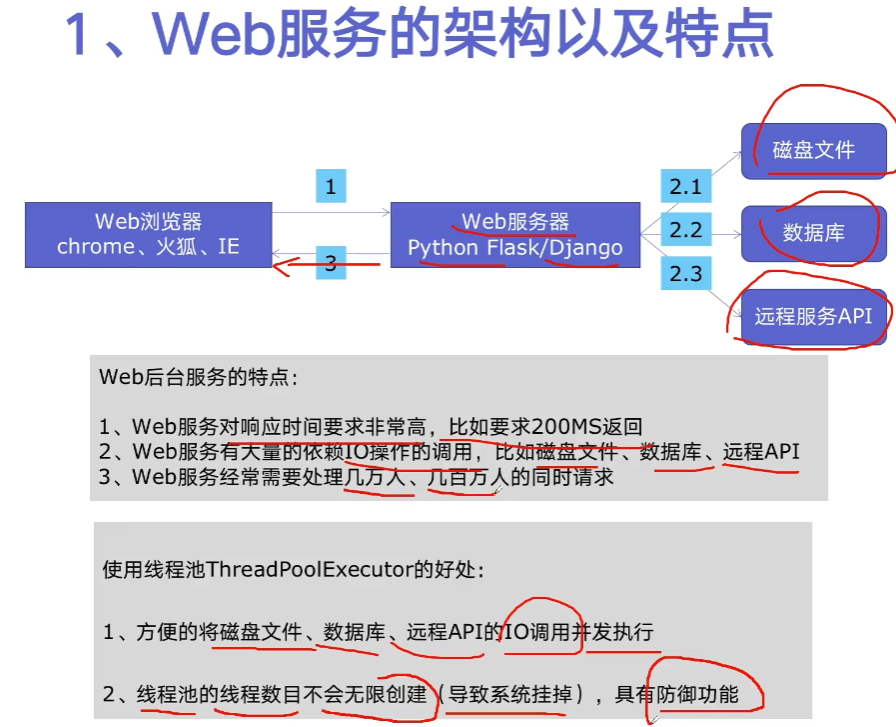 1、Web服务的架构以及特点
磁盘文件
1
2.1
Web浏览器
chrome、火狐、IE
Web服务器
Python Flask/Django
2.2
数据库
3
2.3
远程服务API
Web后台服务的特点：
1、Web服务对响应时间要求非常高，比如要求200MS返回
2、Web服务有大量的依赖IO操作的调用，比如磁盘文件、数据库、远程API
3、Web服务经常需要处理几万人、几百万人的同时请求
使用线程池ThreadPoolExecutor的好处：
1、方便的将磁盘文件、数据库、远程API的IO调用并发执行
2、线程池的线程数目不会无限创建（导致系统挂掉），具有防御功能